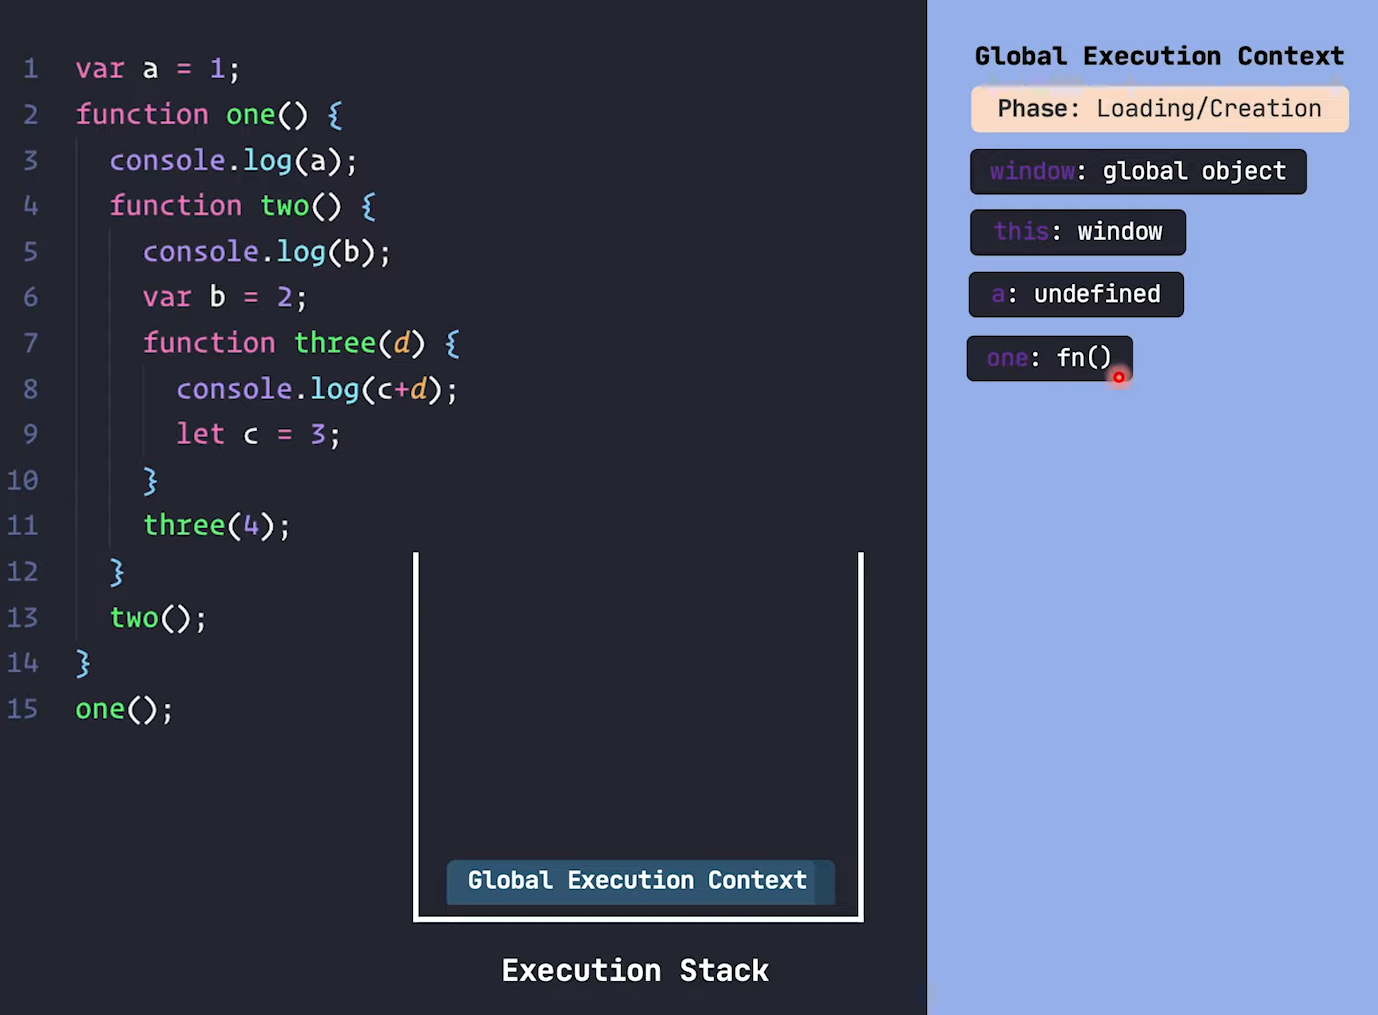 1 var a = 1;
2 function one() {
3 console.log(a);
4 function two() {
5 console.log(b);
6 var b = 2;
7 function three(d) {
8 console.log(c+d);
9 let c = 3;
10 }
11 three(4);
12 }
13 two();
14 }
15 one();
Global Execution Context
Execution Stack
Global Execution Context
Phase: Loading/Creation
window: global object
this: window
a: undefined
one: fn()